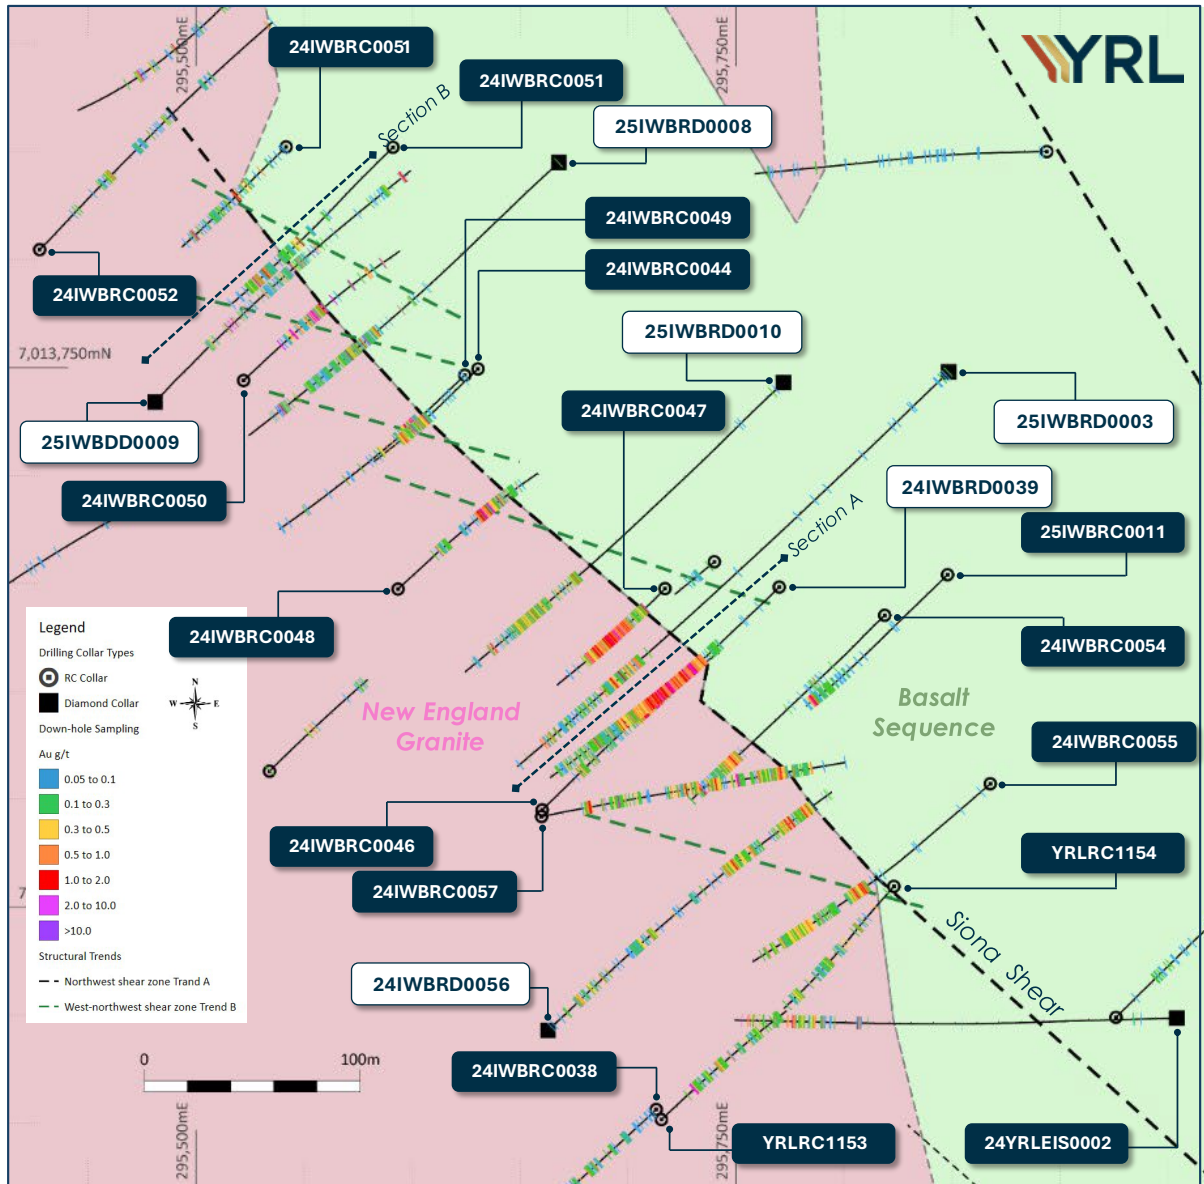 YRL
295,500mE
295,750mE
24IWBRC0051
24IWBRC0051
Section B
25IWBRD0008
24IWBRC0049
24IWBRC0044
24IWBRC0052
25IWBRD0010
7,013,750mN
24IWBRC0047
25IWBRD0003
25IWBDD0009
24IWBRD0039
24IWBRC0050
Section A
25IWBRC0011
24IWBRC0048
24IWBRC0054
Legend
Drilling Collar Types
RC Collar
Diamond Collar
N
W
E
S
Down-hole Sampling
Au g/t
0.05 to 0.1
0.1 to 0.3
0.3 to 0.5
0.5 to 1.0
1.0 to 2.0
2.0 to 10.0
>10.0
Structural Trends
Northwest shear zone Trand A
West-northwest shear zone Trend B
New England
Granite
Basalt
Sequence
24IWBRC0055
24IWBRC0046
YRLRC1154
24IWBRC0057
7
Siona Shear
24IWBRD0056
0
100m
24IWBRC0038
YRLRC1153
24YRLEIS0002
295,500mE
295,750mE